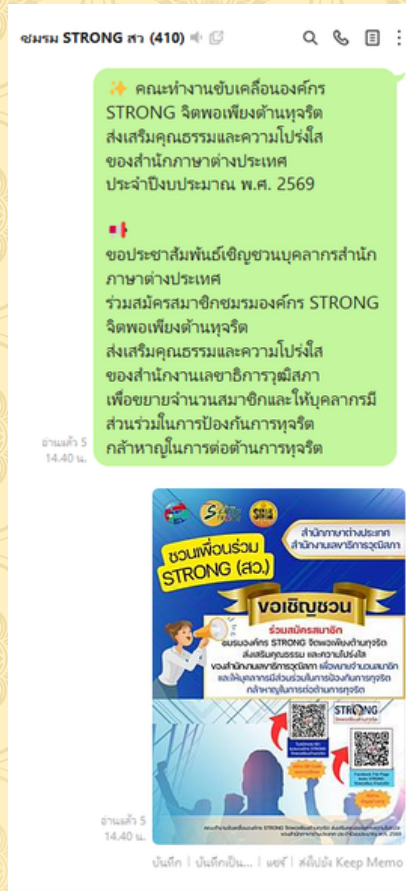 ชมรม STRONG สว (410)
✨ คณะทำงานขับเคลื่อนองค์กร
STRONG จิตพอเพียงต้านทุจริต
ส่งเสริมคุณธรรมและความโปร่งใส
ของสำนักภาษาต่างประเทศ
ประจำปีงบประมาณ พ.ศ. 2569
ขอประชาสัมพันธ์เชิญชวนบุคลากรสำนัก
ภาษาต่างประเทศ
ร่วมสมัครสมาชิกชมรมองค์กร STRONG
จิตพอเพียงต้านทุจริต
ส่งเสริมคุณธรรมและความโปร่งใส
ของสำนักงานเลขาธิการวุฒิสภา
เพื่อขยายจำนวนสมาชิกและให้บุคลากรมี
ส่วนร่วมในการป้องกันการทุจริต
กล้าหาญในการต่อต้านการทุจริต
อ่านแล้ว 5
14.40 น.
สำนักภาษาต่างประเทศ
สำนักงานเลขาธิการวุฒิสภา
ชวนเพื่อนร่วม
STRONG (สว.)
ขอเชิญชวน
ร่วมสมัครสมาชิก
ชมรมองค์กร STRONG จิตพอเพียงต้านทุจริต
ส่งเสริมคุณธรรม และความโปร่งใส
ของสำนักงานเลขาธิการวุฒิสภา เพื่อขยายจำนวนสมาชิก
และให้บุคลากรมีส่วนร่วมในการป้องกันการทุจริต
กล้าหาญในการต่อต้านการทุจริต
STRONG
อ่านแล้ว 5
14.40 น.
บันทึก | บันทึกเป็น... | แชร์ | ส่งไปยัง Keep Memo